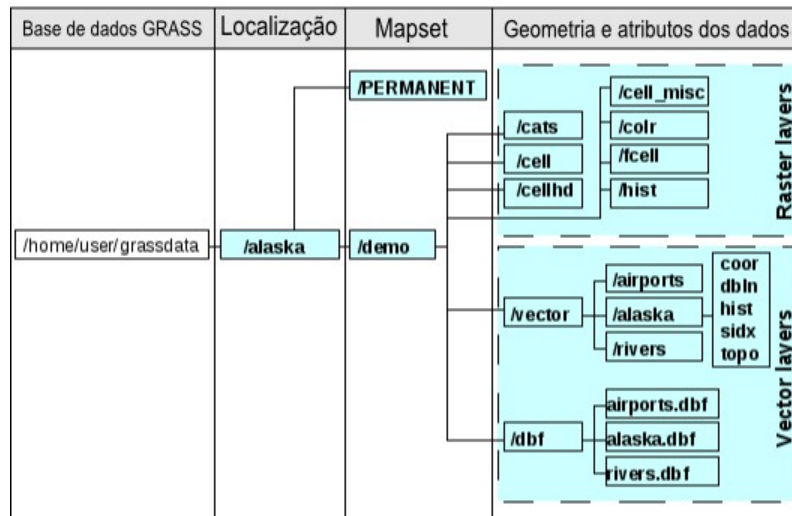 Base de dados GRASS
Localização
Mapset
Geometria e atributos dos dados
/PERMANENT
/cell_misc
/cats
/colr
/cell
/fcell
/cellhd
/hist
Raster layers
/home/user/grassdata
/alaska
/demo
/vector
/airports
/alaska
/rivers
coor
dbln
hist
sidx
topo
/dbf
airports.dbf
alaska.dbf
rivers.dbf
Vector layers